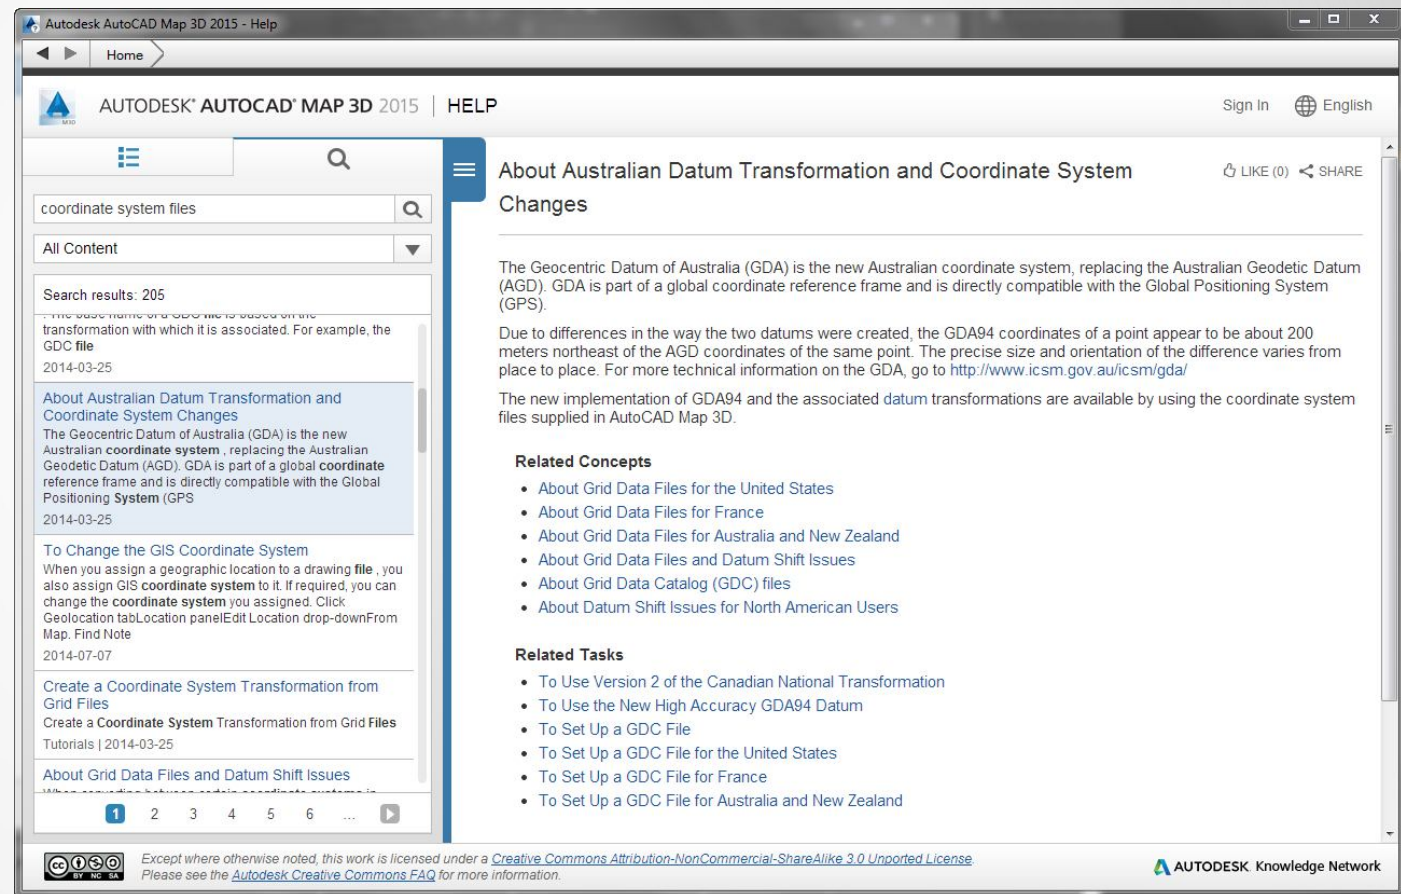 Autodesk AutoCAD Map 3D 2015 - Help
Home
AUTODESK® AUTOCAD® MAP 3D 2015 | HELP
Sign In
English
coordinate system files
All Content
Search results: 205
. The base name of a GDC file is based on the
transformation with which it is associated. For example, the
GDC file
2014-03-25
About Australian Datum Transformation and
Coordinate System Changes
The Geocentric Datum of Australia (GDA) is the new
Australian coordinate system , replacing the Australian
Geodetic Datum (AGD). GDA is part of a global coordinate
reference frame and is directly compatible with the Global
Positioning System (GPS
2014-03-25
To Change the GIS Coordinate System
When you assign a geographic location to a drawing file , you
also assign GIS coordinate system to it. If required, you can
change the coordinate system you assigned. Click
Geolocation tabLocation panelEdit Location drop-downFrom
Map. Find Note
2014-07-07
Create a Coordinate System Transformation from
Grid Files
Create a Coordinate System Transformation from Grid Files
Tutorials | 2014-03-25
About Grid Data Files and Datum Shift Issues
When converting between certain coordinate systems in
1 2 3 4 5 6 ...
About Australian Datum Transformation and Coordinate System
Changes
LIKE (0) SHARE
The Geocentric Datum of Australia (GDA) is the new Australian coordinate system, replacing the Australian Geodetic Datum
(AGD). GDA is part of a global coordinate reference frame and is directly compatible with the Global Positioning System
(GPS).
Due to differences in the way the two datums were created, the GDA94 coordinates of a point appear to be about 200
meters northeast of the AGD coordinates of the same point. The precise size and orientation of the difference varies from
place to place. For more technical information on the GDA, go to http://www.icsm.gov.au/icsm/gda/
The new implementation of GDA94 and the associated datum transformations are available by using the coordinate system
files supplied in AutoCAD Map 3D.
Related Concepts
• About Grid Data Files for the United States
• About Grid Data Files for France
• About Grid Data Files for Australia and New Zealand
• About Grid Data Files and Datum Shift Issues
• About Grid Data Catalog (GDC) files
• About Datum Shift Issues for North American Users
Related Tasks
• To Use Version 2 of the Canadian National Transformation
• To Use the New High Accuracy GDA94 Datum
• To Set Up a GDC File
• To Set Up a GDC File for the United States
• To Set Up a GDC File for France
• To Set Up a GDC File for Australia and New Zealand
cc BY NC SA
Except where otherwise noted, this work is licensed under a Creative Commons Attribution-NonCommercial-ShareAlike 3.0 Unported License.
Please see the Autodesk Creative Commons FAQ for more information.
AUTODESK. Knowledge Network